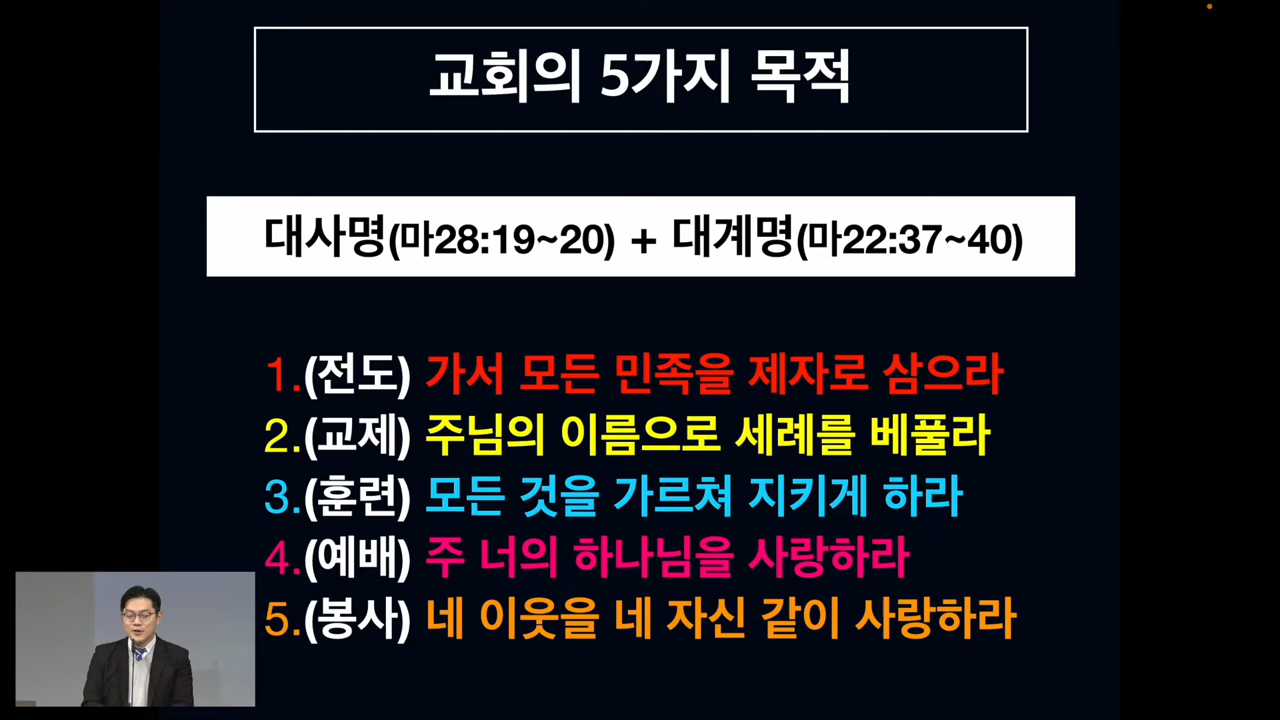 교회의 5가지 목적
대사명(마28:19~20) + 대계명(마22:37~40)
1.(전도) 가서 모든 민족을 제자로 삼으라
2.(교제) 주님의 이름으로 세례를 베풀라
3.(훈련) 모든 것을 가르쳐 지키게 하라
4.(예배) 주 너의 하나님을 사랑하라
5.(봉사) 네 이웃을 네 자신 같이 사랑하라